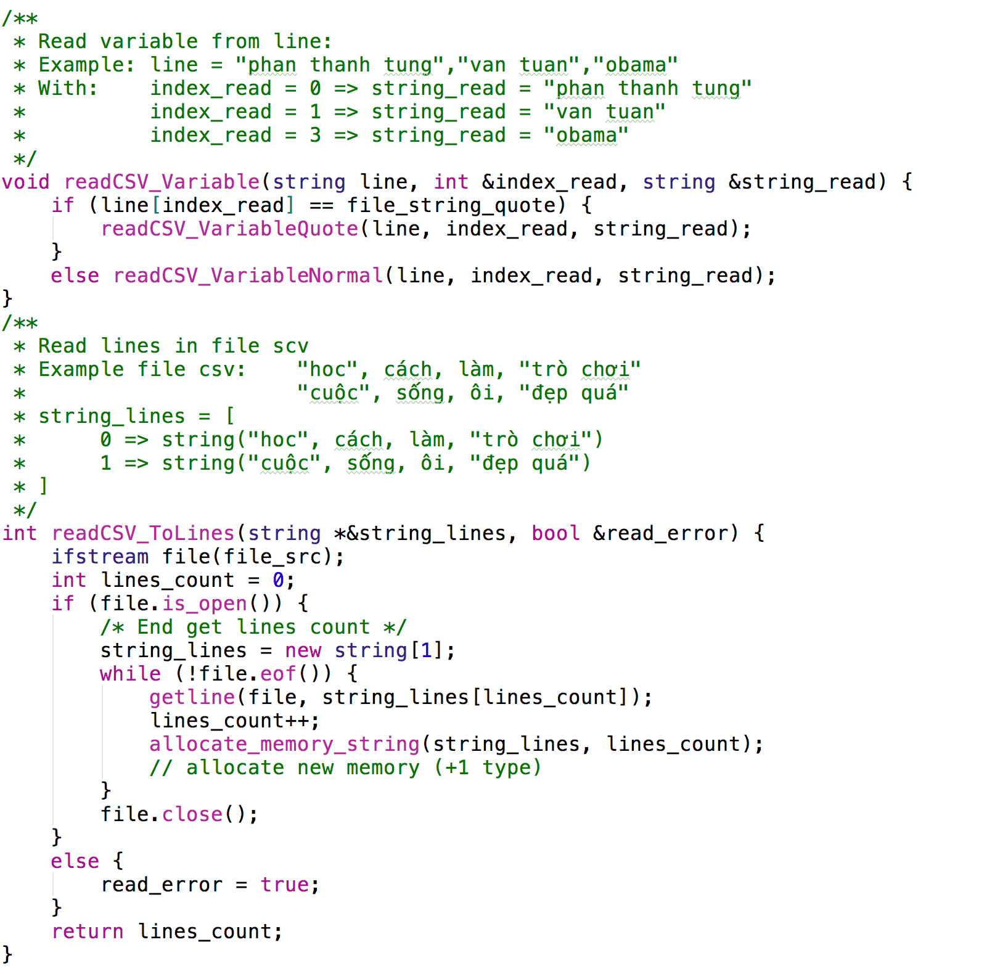 /**
 * Read variable from line:
 * Example: line = "phan thanh tung","van tuan","obama"
 * With:    index_read = 0 => string_read = "phan thanh tung"
 *          index_read = 1 => string_read = "van tuan"
 *          index_read = 3 => string_read = "obama"
 */
void readCSV_Variable(string line, int &index_read, string &string_read) {
    if (line[index_read] == file_string_quote) {
        readCSV_VariableQuote(line, index_read, string_read);
    }
    else readCSV_VariableNormal(line, index_read, string_read);
}
/**
 * Read lines in file scv
 * Example file csv:    "hoc", cách, làm, "trò chơi"
 *                      "cuộc", sống, ôi, "đẹp quá"
 * string_lines = [
 *      0 => string("hoc", cách, làm, "trò chơi")
 *      1 => string("cuộc", sống, ôi, "đẹp quá")
 * ]
 */
int readCSV_ToLines(string *&string_lines, bool &read_error) {
    ifstream file(file_src);
    int lines_count = 0;
    if (file.is_open()) {
        /* End get lines count */
        string_lines = new string[1];
        while (!file.eof()) {
            getline(file, string_lines[lines_count]);
            lines_count++;
            allocate_memory_string(string_lines, lines_count);
            // allocate new memory (+1 type)
        }
        file.close();
    }
    else {
        read_error = true;
    }
    return lines_count;
}